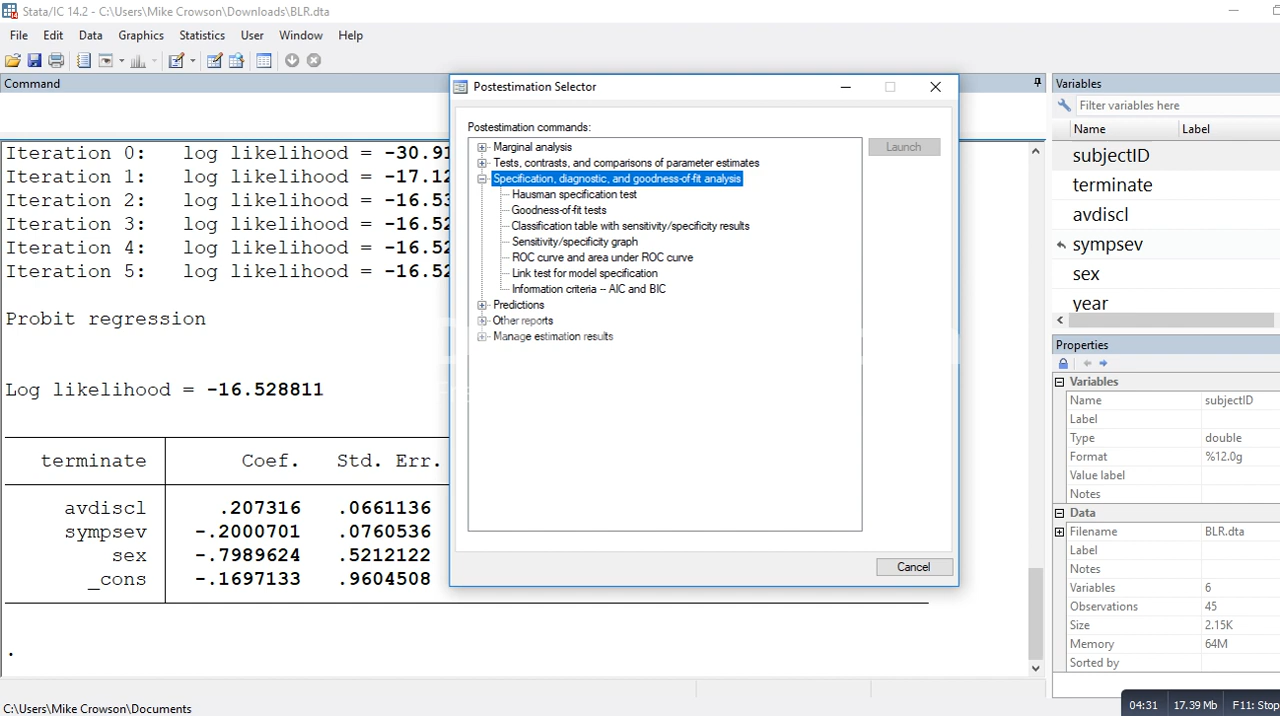 Stata/IC 14.2 - C:\Users\Mike Crowson\Downloads\BLR.dta
File Edit Data Graphics Statistics User Window Help
Command
Iteration 0: log likelihood = -30.91
Iteration 1: log likelihood = -17.12
Iteration 2: log likelihood = -16.53
Iteration 3: log likelihood = -16.52
Iteration 4: log likelihood = -16.52
Iteration 5: log likelihood = -16.52
Probit regression
Log likelihood = -16.528811
terminate Coef. Std. Err.
avdiscl .207316 .0661136
sympsev -.2000701 .0760536
sex -.7989624 .5212122
_cons -.1697133 .9604508
.
C:\Users\Mike Crowson\Documents
Postestimation Selector
Postestimation commands:
Marginal analysis
Tests, contrasts, and comparisons of parameter estimates
Specification, diagnostic, and goodness-of-fit analysis
Hausman specification test
Goodness-of-fit tests
Classification table with sensitivity/specificity results
Sensitivity/specificity graph
ROC curve and area under ROC curve
Link test for model specification
Information criteria -- AIC and BIC
Predictions
Other reports
Manage estimation results
Launch
Cancel
Variables
Filter variables here
Name Label
subjectID
terminate
avdiscl
sympsev
sex
year
Properties
Variables
Name subjectID
Label
Type double
Format %12.0g
Value label
Notes
Data
Filename BLR.dta
Label
Notes
Variables 6
Observations 45
Size 2.15K
Memory 64M
Sorted by
04:31 17.39 Mb F11: Stop